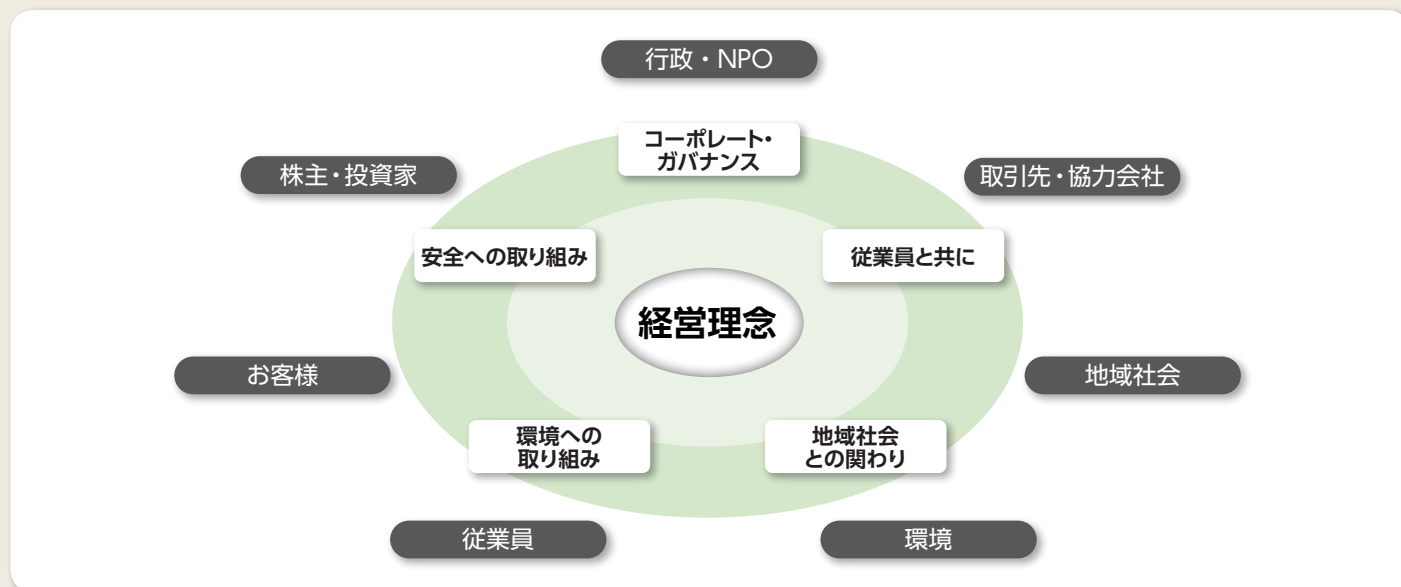 行政・NPO
コーポレート・
ガバナンス
株主・投資家
取引先・協力会社
安全への取り組み
従業員と共に
経営理念
お客様
地域社会
環境への
取り組み
地域社会
との関わり
従業員
環境